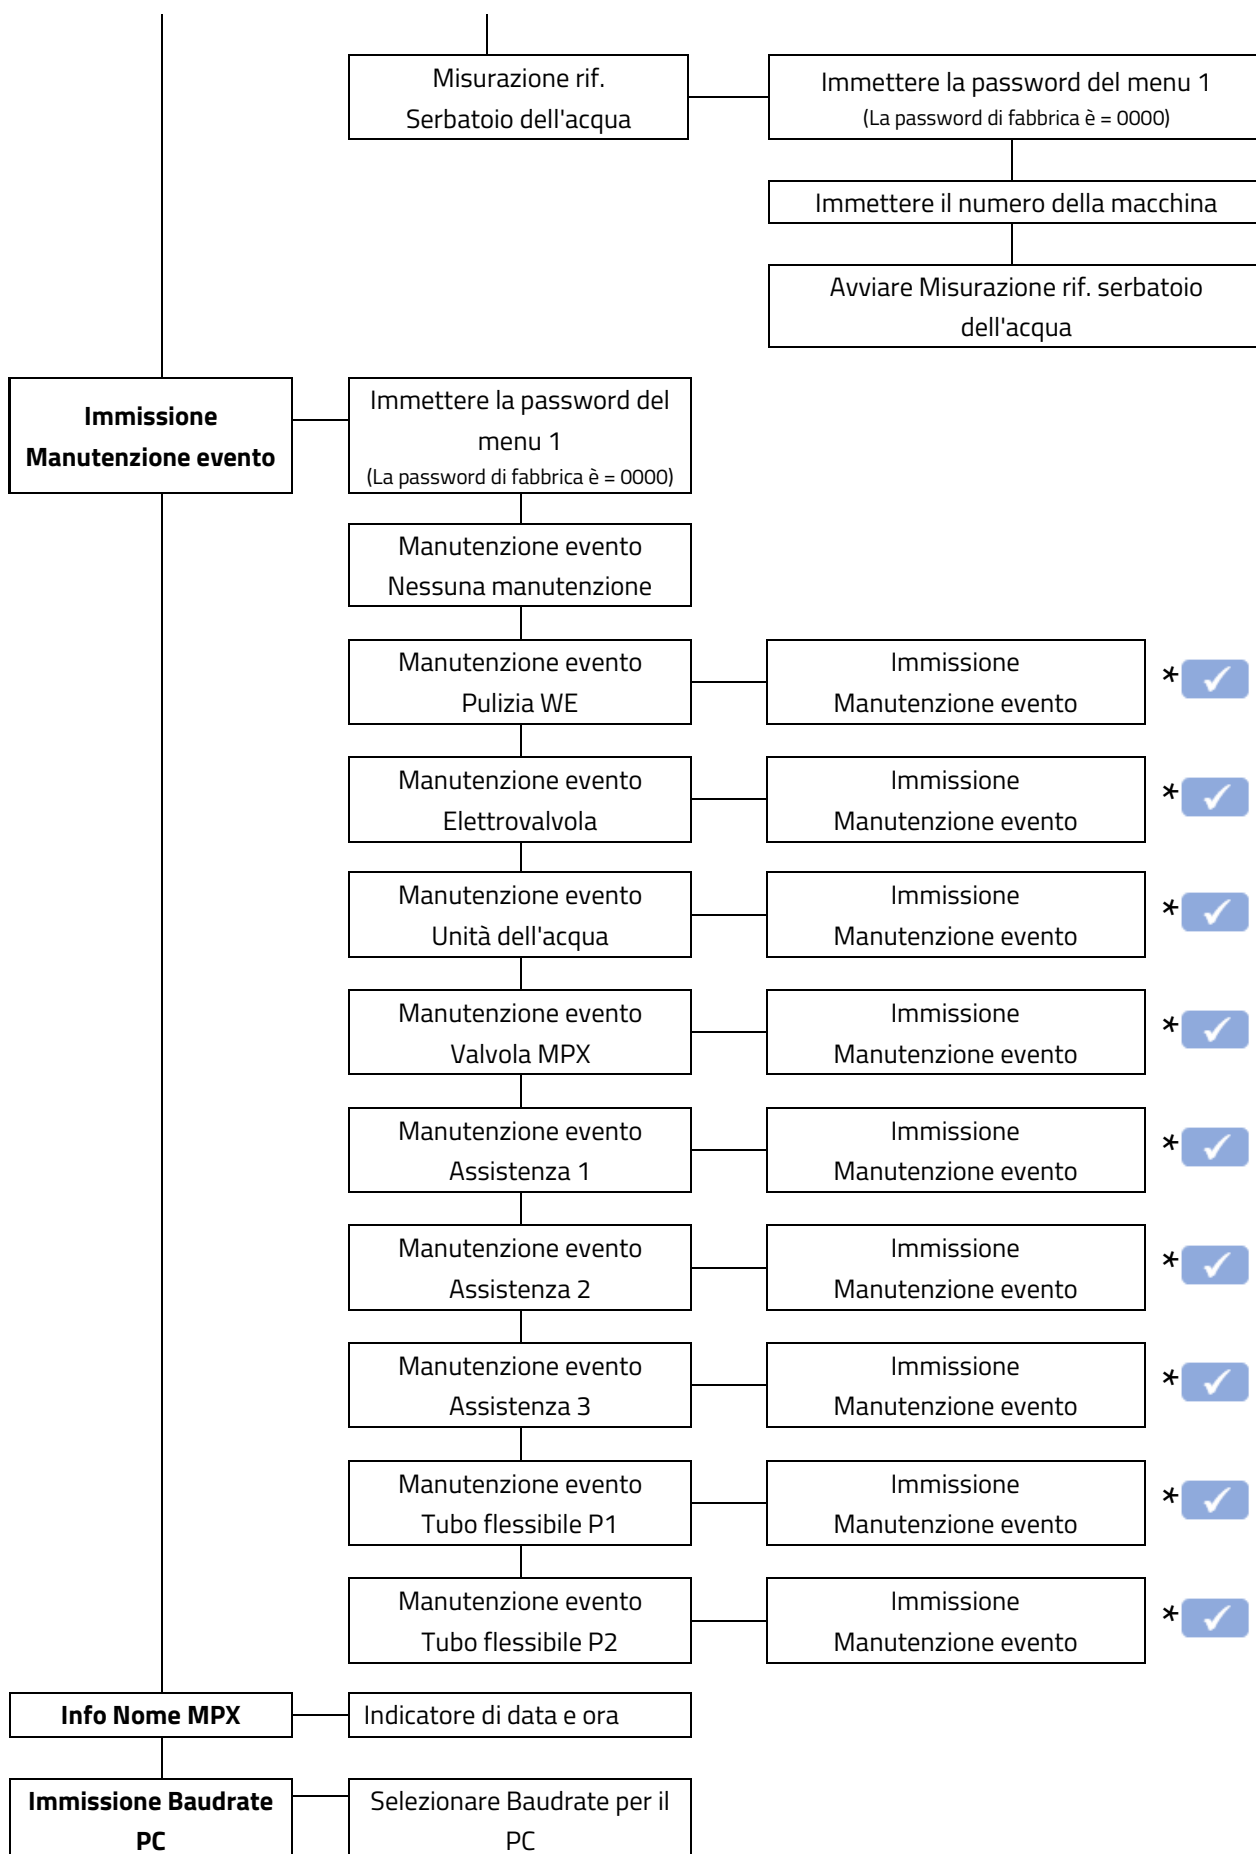 Misurazione rif.
Serbatoio dell'acqua
Immettere la password del menu 1
(La password di fabbrica è = 0000)
Immettere il numero della macchina
Avviare Misurazione rif. serbatoio
dell'acqua
Immissione
Manutenzione evento
Immettere la password del
menu 1
(La password di fabbrica è = 0000)
Manutenzione evento
Nessuna manutenzione
Manutenzione evento
Pulizia WE
Immissione
Manutenzione evento
*
Manutenzione evento
Elettrovalvola
Immissione
Manutenzione evento
*
Manutenzione evento
Unità dell'acqua
Immissione
Manutenzione evento
*
Manutenzione evento
Valvola MPX
Immissione
Manutenzione evento
*
Manutenzione evento
Assistenza 1
Immissione
Manutenzione evento
*
Manutenzione evento
Assistenza 2
Immissione
Manutenzione evento
*
Manutenzione evento
Assistenza 3
Immissione
Manutenzione evento
*
Manutenzione evento
Tubo flessibile P1
Immissione
Manutenzione evento
*
Manutenzione evento
Tubo flessibile P2
Immissione
Manutenzione evento
*
Info Nome MPX
Indicatore di data e ora
Immissione Baudrate
PC
Selezionare Baudrate per il
PC